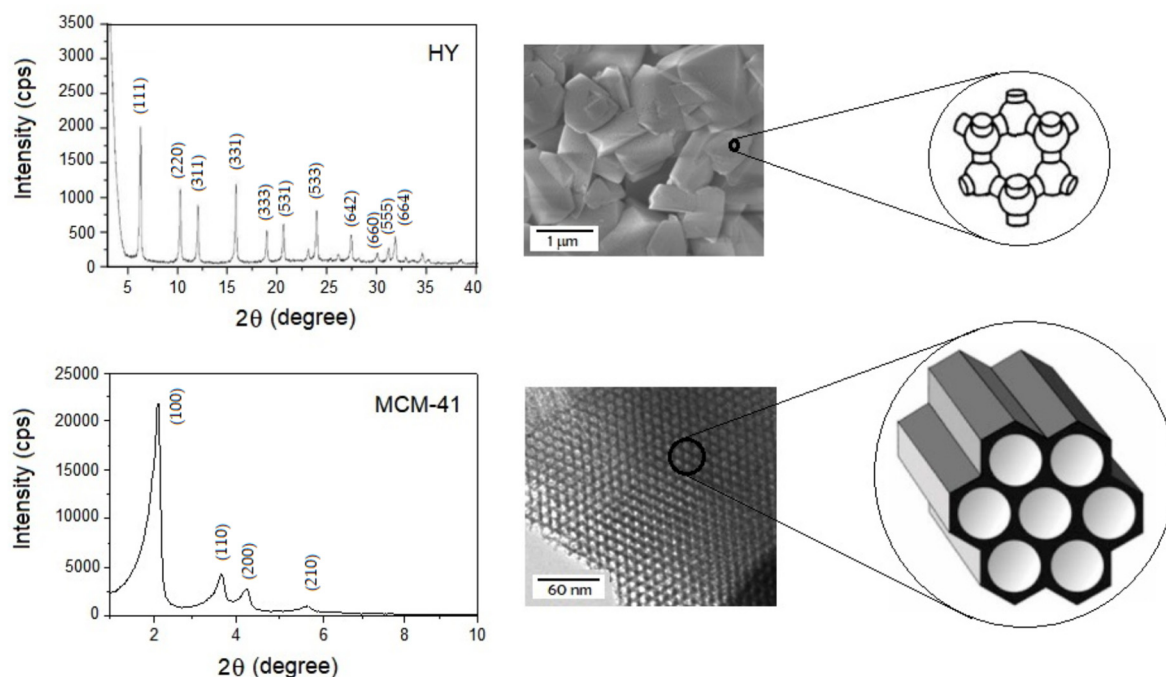 HY
Intensity (cps)
3500
3000
2500
2000
1500
1000
500
0
(111)
(220)
(311)
(331)
(333)
(531)
(533)
(642)
(660)
(555)
(664)
5 10 15 20 25 30 35 40
2θ (degree)
1 μm
MCM-41
Intensity (cps)
25000
20000
15000
10000
5000
0
(100)
(110)
(200)
(210)
2 4 6 8 10
2θ (degree)
60 nm